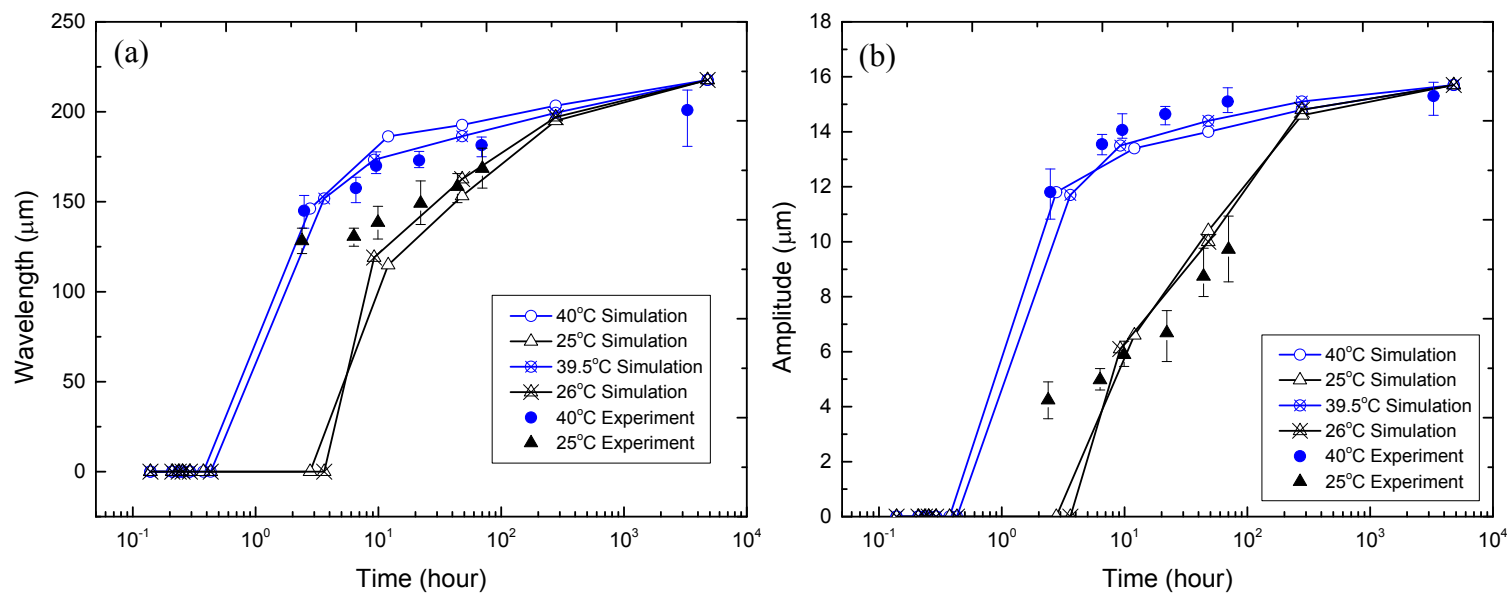 (a)
250
200
150
100
50
0
Wavelength (μm)
10⁻¹ 10⁰ 10¹ 10² 10³ 10⁴
Time (hour)
40°C Simulation
25°C Simulation
39.5°C Simulation
26°C Simulation
40°C Experiment
25°C Experiment
(b)
18
16
14
12
10
8
6
4
2
0
Amplitude (μm)
10⁻¹ 10⁰ 10¹ 10² 10³ 10⁴
Time (hour)
40°C Simulation
25°C Simulation
39.5°C Simulation
26°C Simulation
40°C Experiment
25°C Experiment